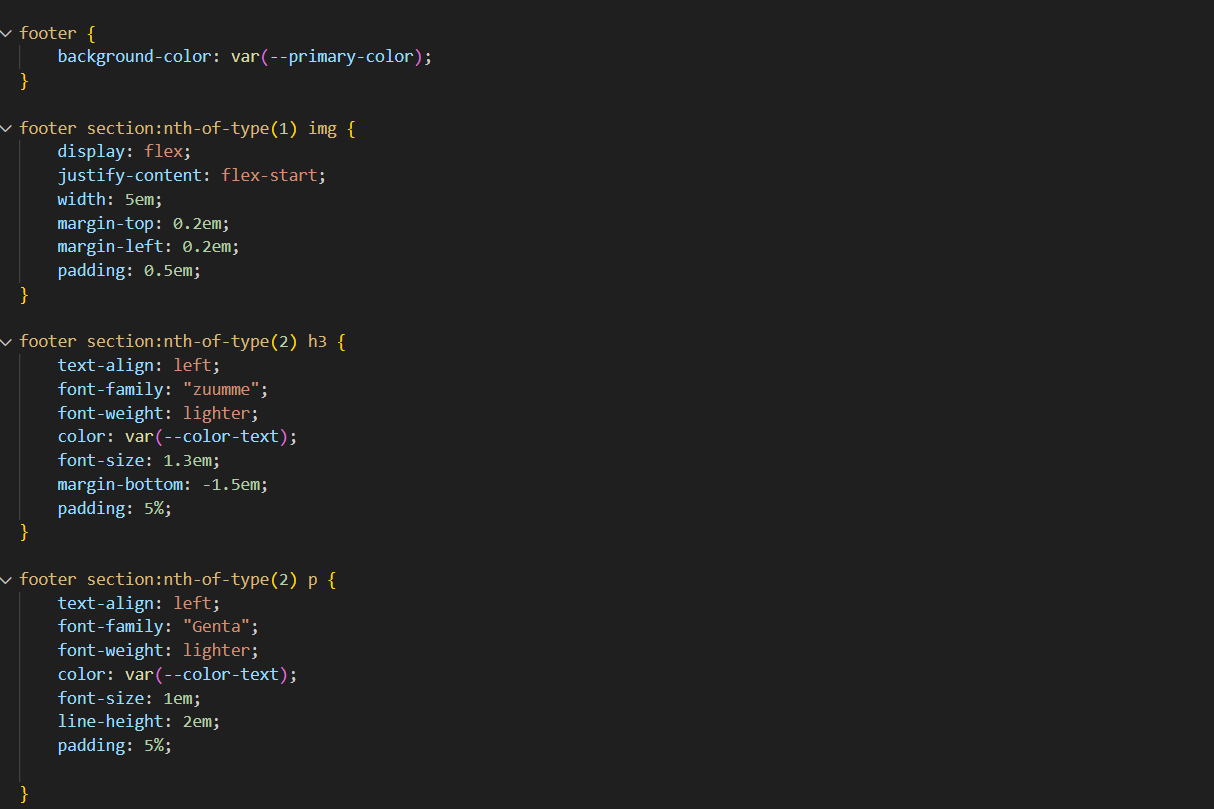 footer {
    background-color: var(--primary-color);
}
footer section:nth-of-type(1) img {
    display: flex;
    justify-content: flex-start;
    width: 5em;
    margin-top: 0.2em;
    margin-left: 0.2em;
    padding: 0.5em;
}
footer section:nth-of-type(2) h3 {
    text-align: left;
    font-family: "zuumme";
    font-weight: lighter;
    color: var(--color-text);
    font-size: 1.3em;
    margin-bottom: -1.5em;
    padding: 5%;
}
footer section:nth-of-type(2) p {
    text-align: left;
    font-family: "Genta";
    font-weight: lighter;
    color: var(--color-text);
    font-size: 1em;
    line-height: 2em;
    padding: 5%;
}